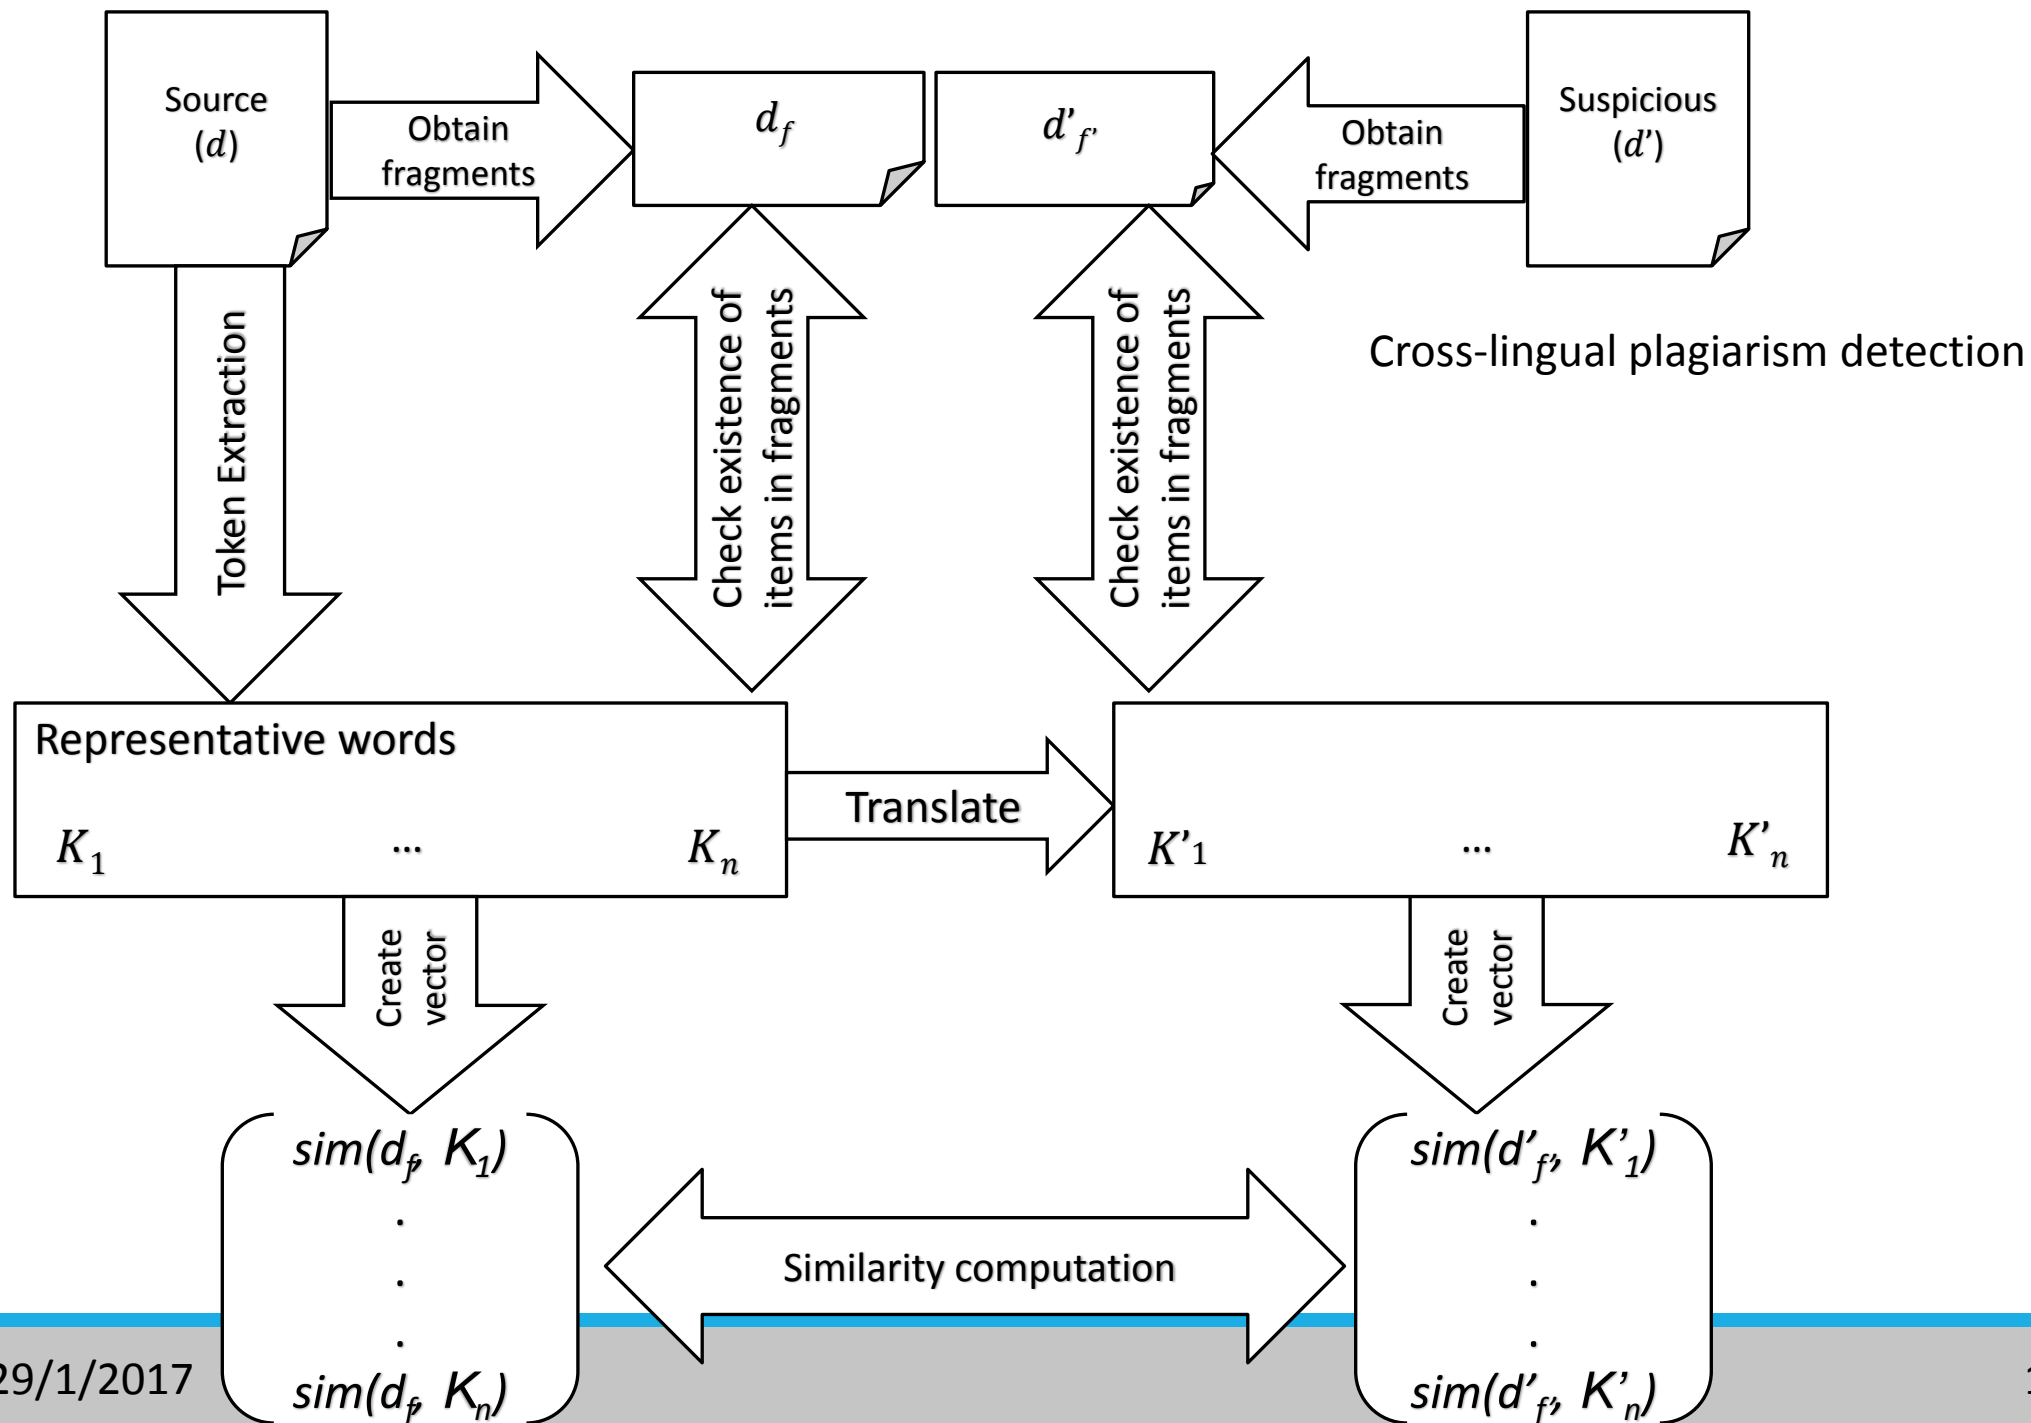 Source
(d)
Obtain
fragments
d_f
d’_f’
Obtain
fragments
Suspicious
(d’)
Token Extraction
Check existence of
items in fragments
Check existence of
items in fragments
Cross-lingual plagiarism detection
Representative words
K_1 ... K_n
Translate
K’_1 ... K’_n
Create
vector
Create
vector
sim(d_f, K_1)
.
.
.
sim(d_f, K_n)
Similarity computation
sim(d’_f’, K’_1)
.
.
.
sim(d’_f’, K’_n)
29/1/2017